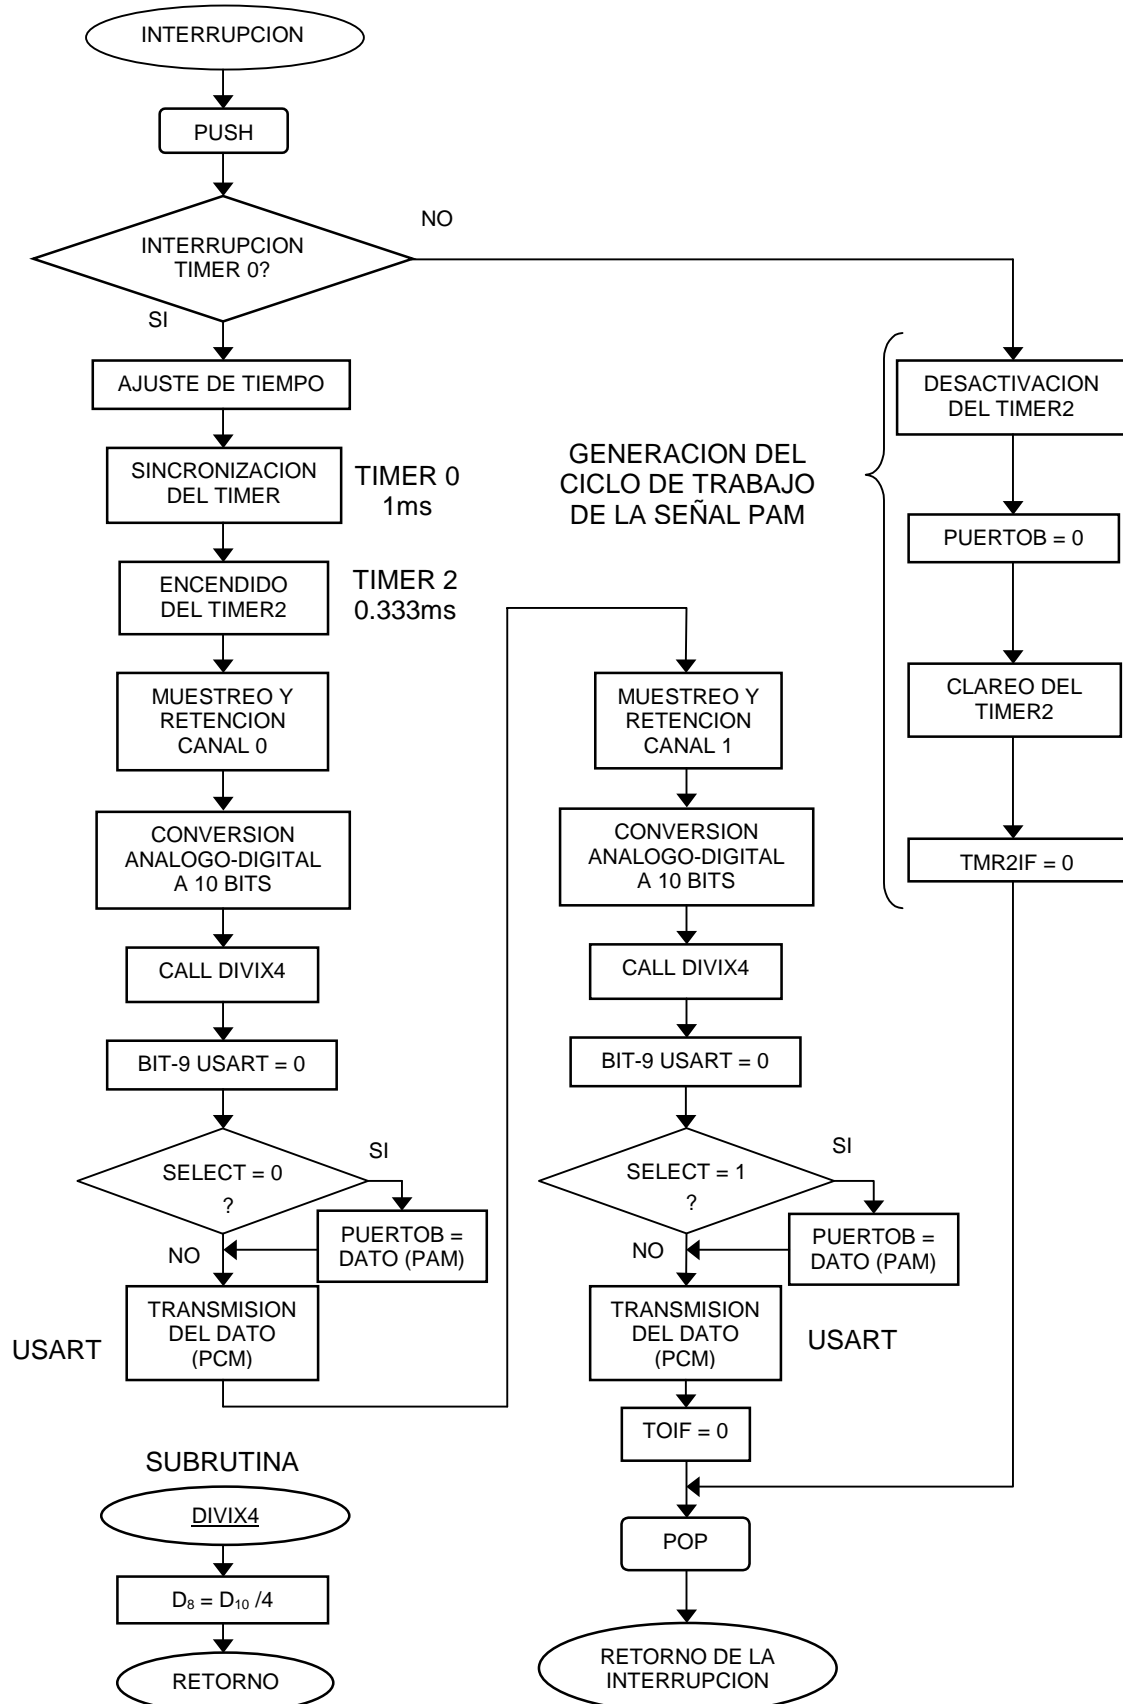 INTERRUPCION
PUSH
INTERRUPCION
TIMER 0?
NO
SI
AJUSTE DE TIEMPO
SINCRONIZACION
DEL TIMER
TIMER 0
1ms
ENCENDIDO
DEL TIMER2
TIMER 2
0.333ms
MUESTREO Y
RETENCION
CANAL 0
CONVERSION
ANALOGO-DIGITAL
A 10 BITS
CALL DIVIX4
BIT-9 USART = 0
SELECT = 0
?
SI
NO
PUERTOB =
DATO (PAM)
TRANSMISION
DEL DATO
(PCM)
USART
MUESTREO Y
RETENCION
CANAL 1
CONVERSION
ANALOGO-DIGITAL
A 10 BITS
CALL DIVIX4
BIT-9 USART = 0
SELECT = 1
?
SI
NO
PUERTOB =
DATO (PAM)
TRANSMISION
DEL DATO
(PCM)
USART
TOIF = 0
POP
RETORNO DE LA
INTERRUPCION
GENERACION DEL
CICLO DE TRABAJO
DE LA SEÑAL PAM
DESACTIVACION
DEL TIMER2
PUERTOB = 0
CLAREO DEL
TIMER2
TMR2IF = 0
SUBRUTINA
DIVIX4
D₈ = D₁₀ /4
RETORNO